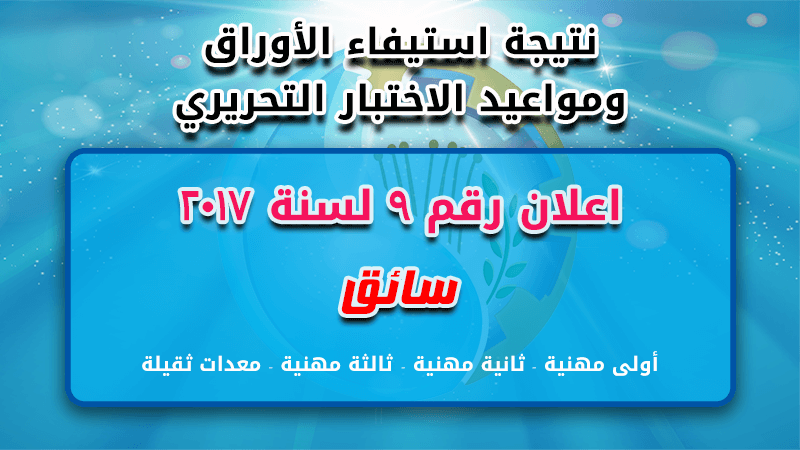 نتيجة استيفاء الأوراق
ومواعيد الاختبار التحريري
اعلان رقم ٩ لسنة ٢٠١٧
سائق
أولى مهنية - ثانية مهنية - ثالثة مهنية - معدات ثقيلة